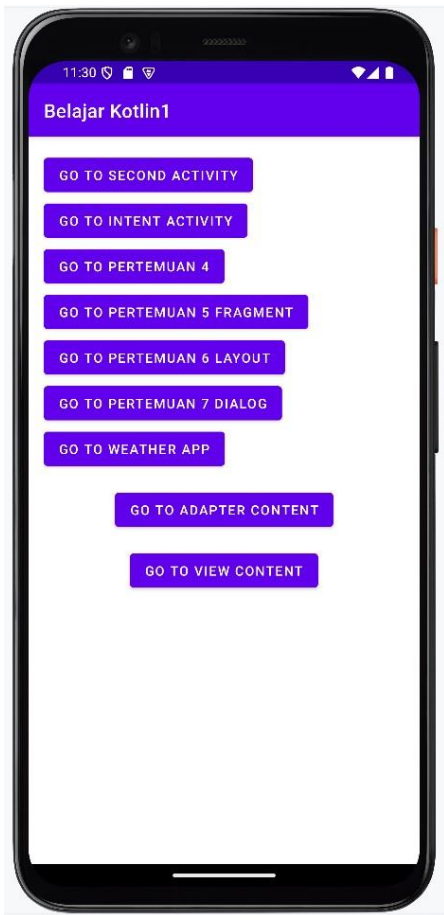 11:30
Belajar Kotlin1
GO TO SECOND ACTIVITY
GO TO INTENT ACTIVITY
GO TO PERTEMUAN 4
GO TO PERTEMUAN 5 FRAGMENT
GO TO PERTEMUAN 6 LAYOUT
GO TO PERTEMUAN 7 DIALOG
GO TO WEATHER APP
GO TO ADAPTER CONTENT
GO TO VIEW CONTENT